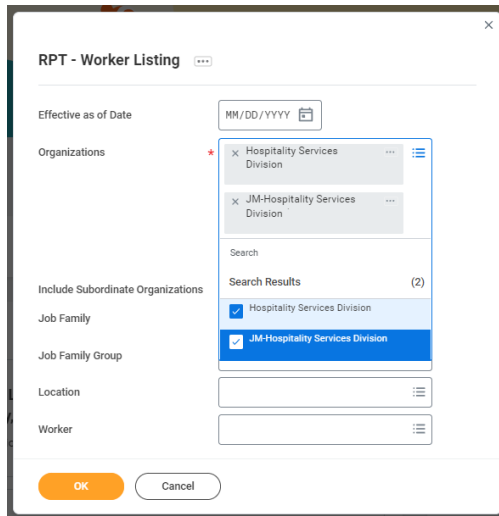 RPT - Worker Listing
Effective as of Date
MM/DD/YYYY
Organizations *
× Hospitality Services
Division
× JM-Hospitality Services
Division
Search
Search Results (2)
Include Subordinate Organizations
Hospitality Services Division
Job Family
JM-Hospitality Services Division
Job Family Group
Location
Worker
OK
Cancel